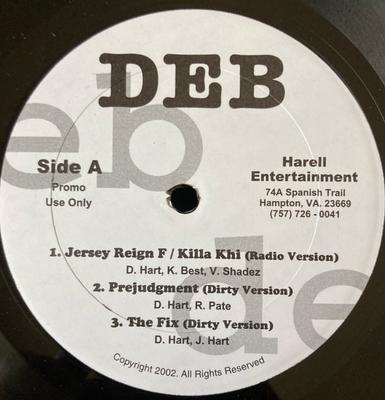 DEB
eb
Side A
Promo
Use Only
Harell
Entertainment
74A Spanish Trail
Hampton, VA. 23669
(757) 726 - 0041
1. Jersey Reign F / Killa Khi (Radio Version)
D. Hart, K. Best, V. Shadez
2. Prejudgment (Dirty Version)
D. Hart, R. Pate
3. The Fix (Dirty Version)
D. Hart, J. Hart
de
Copyright 2002. All Rights Reserved